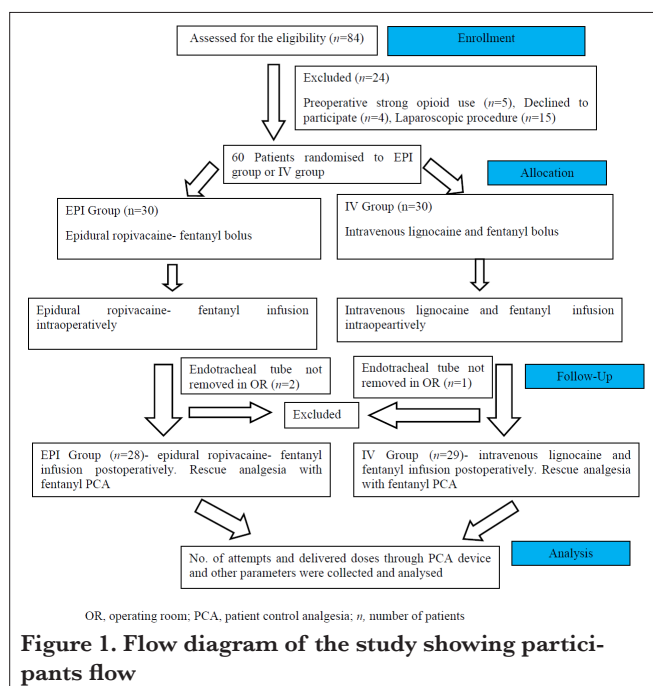 Assessed for the eligibility (n=84)
Enrollment
Excluded (n=24)
Preoperative strong opioid use (n=5), Declined to
participate (n=4), Laparoscopic procedure (n=15)
60 Patients randomised to EPI
group or IV group
Allocation
EPI Group (n=30)
Epidural ropivacaine- fentanyl bolus
IV Group (n=30)
Intravenous lignocaine and fentanyl bolus
Epidural ropivacaine- fentanyl infusion
intraoperatively
Intravenous lignocaine and fentanyl infusion
intraopeartively
Endotracheal tube not
removed in OR (n=2)
Endotracheal tube not
removed in OR (n=1)
Follow-Up
Excluded
EPI Group (n=28)- epidural ropivacaine- fentanyl
infusion postoperatively. Rescue analgesia with
fentanyl PCA
IV Group (n=29)- intravenous lignocaine and
fentanyl infusion postoperatively. Rescue analgesia
with fentanyl PCA
No. of attempts and delivered doses through PCA device
and other parameters were collected and analysed
Analysis
OR, operating room; PCA, patient control analgesia; n, number of patients
Figure 1. Flow diagram of the study showing partici-
pants flow